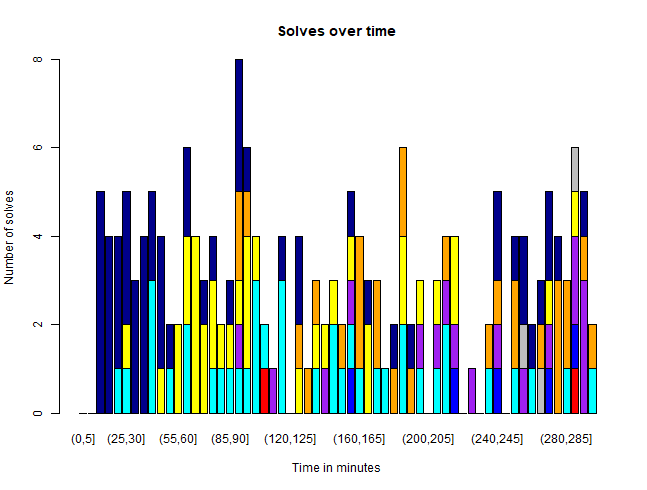 Solves over time
Number of solves
8
6
4
2
0
(0,5] (25,30] (55,60] (85,90] (120,125] (160,165] (200,205] (240,245] (280,285]
Time in minutes